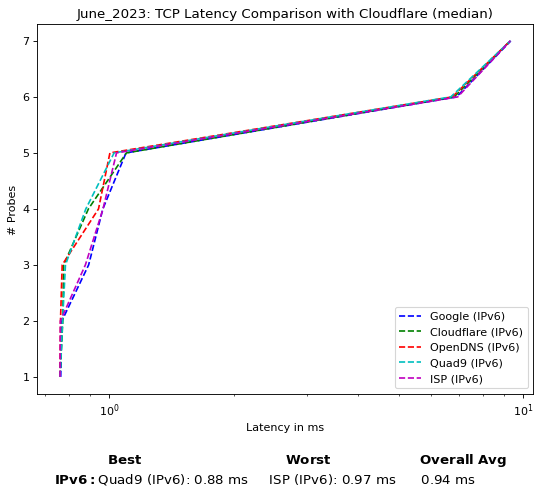 June_2023: TCP Latency Comparison with Cloudflare (median)
7
6
5
4
3
2
1
# Probes
10^0
10^1
Latency in ms
Google (IPv6)
Cloudflare (IPv6)
OpenDNS (IPv6)
Quad9 (IPv6)
ISP (IPv6)
Best Worst Overall Avg
IPv6: Quad9 (IPv6): 0.88 ms ISP (IPv6): 0.97 ms 0.94 ms